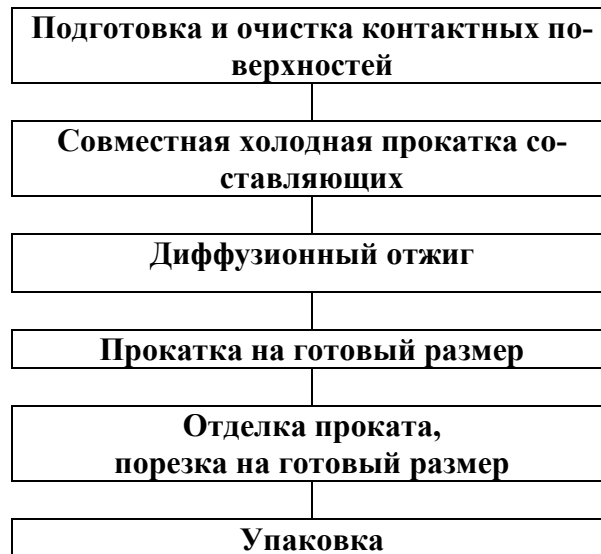 Подготовка и очистка контактных по-
верхностей
Совместная холодная прокатка со-
ставляющих
Диффузионный отжиг
Прокатка на готовый размер
Отделка проката,
порезка на готовый размер
Упаковка